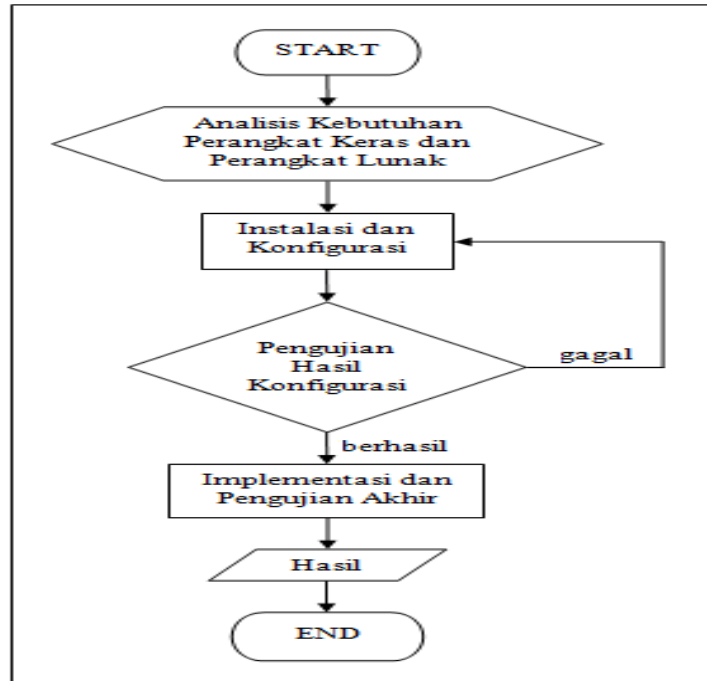 START
Analisis Kebutuhan
Perangkat Keras dan
Perangkat Lunak
Instalasi dan
Konfigurasi
Pengujian
Hasil
Konfigurasi
gagal
berhasil
Implementasi dan
Pengujian Akhir
Hasil
END